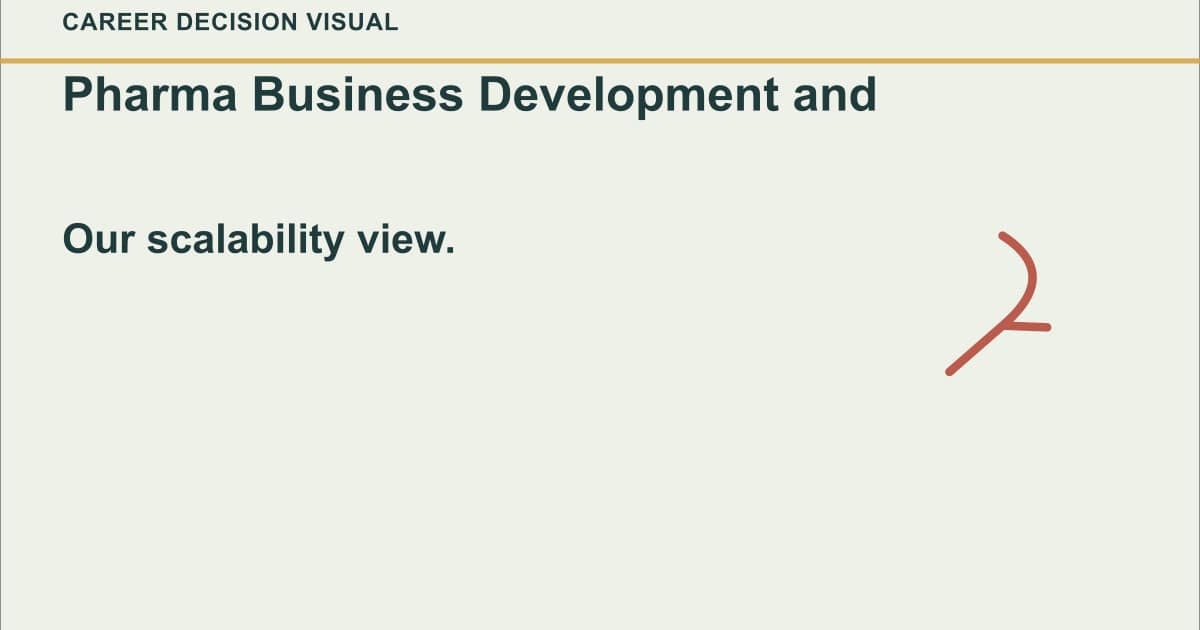 CAREER DECISION VISUAL
Pharma Business Development and
Our scalability view.